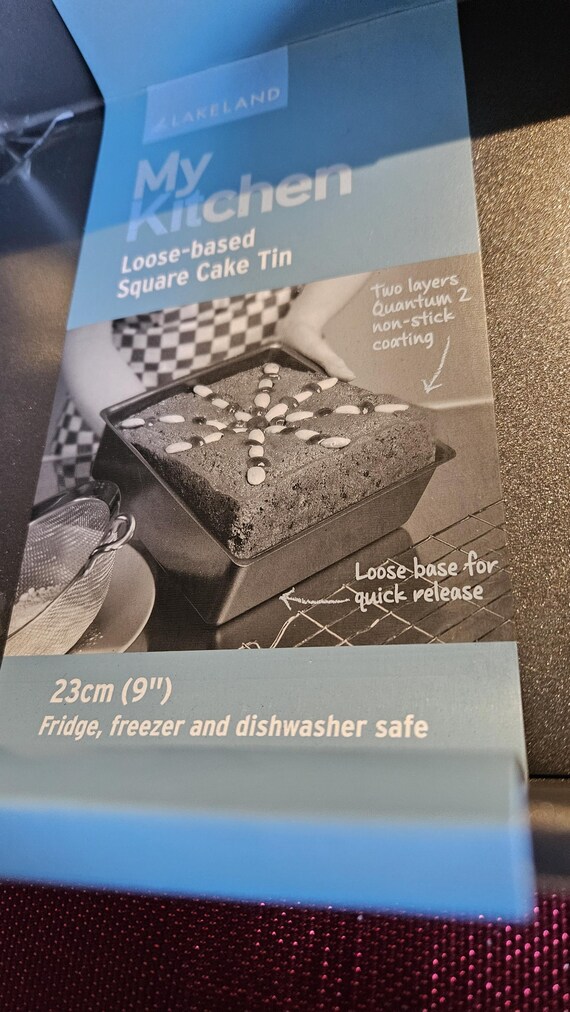 LAKELAND
My
Kitchen
Loose-based
Square Cake Tin
Two layers
Quantum 2
non-stick
coating
Loose base for
quick release
23cm (9")
Fridge, freezer and dishwasher safe